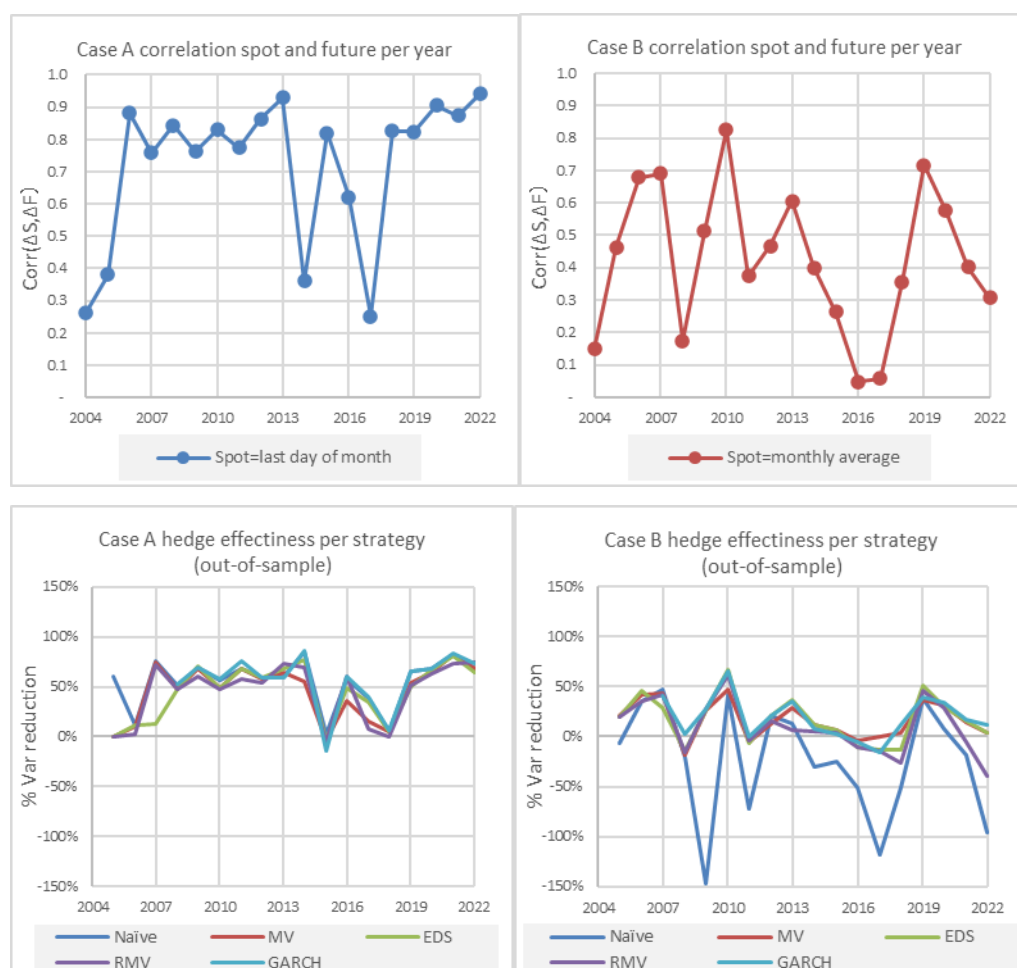 Case A correlation spot and future per year
1.0
0.9
0.8
0.7
0.6
0.5
0.4
0.3
0.2
0.1
-
Corr(ΔS,ΔF)
2004 2007 2010 2013 2016 2019 2022
Spot=last day of month
Case B correlation spot and future per year
1.0
0.9
0.8
0.7
0.6
0.5
0.4
0.3
0.2
0.1
-
Corr(ΔS,ΔF)
2004 2007 2010 2013 2016 2019 2022
Spot=monthly average
Case A hedge effectiness per strategy
(out-of-sample)
150%
100%
50%
0%
-50%
-100%
-150%
% Var reduction
2004 2007 2010 2013 2016 2019 2022
Naïve MV EDS
RMV GARCH
Case B hedge effectiness per strategy
(out-of-sample)
150%
100%
50%
0%
-50%
-100%
-150%
% Var reduction
2004 2007 2010 2013 2016 2019 2022
Naïve MV EDS
RMV GARCH